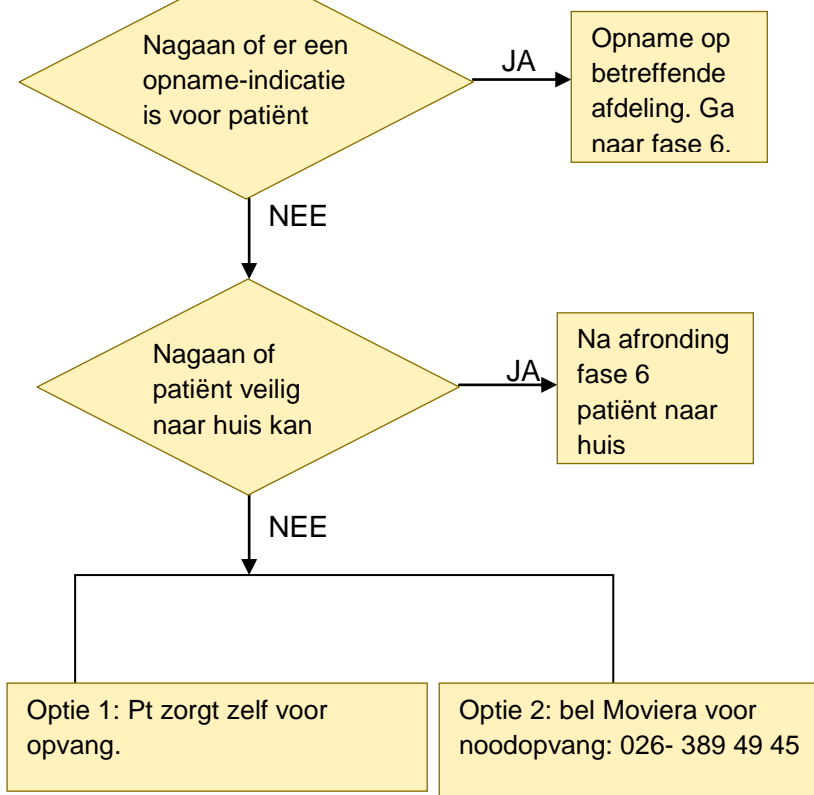 Nagaan of er een
opname-indicatie
is voor patiënt
JA
Opname op
betreffende
afdeling. Ga
naar fase 6.
NEE
Nagaan of
patiënt veilig
naar huis kan
JA
Na afronding
fase 6
patiënt naar
huis
NEE
Optie 1: Pt zorgt zelf voor
opvang.
Optie 2: bel Moviera voor
noodopvang: 026- 389 49 45